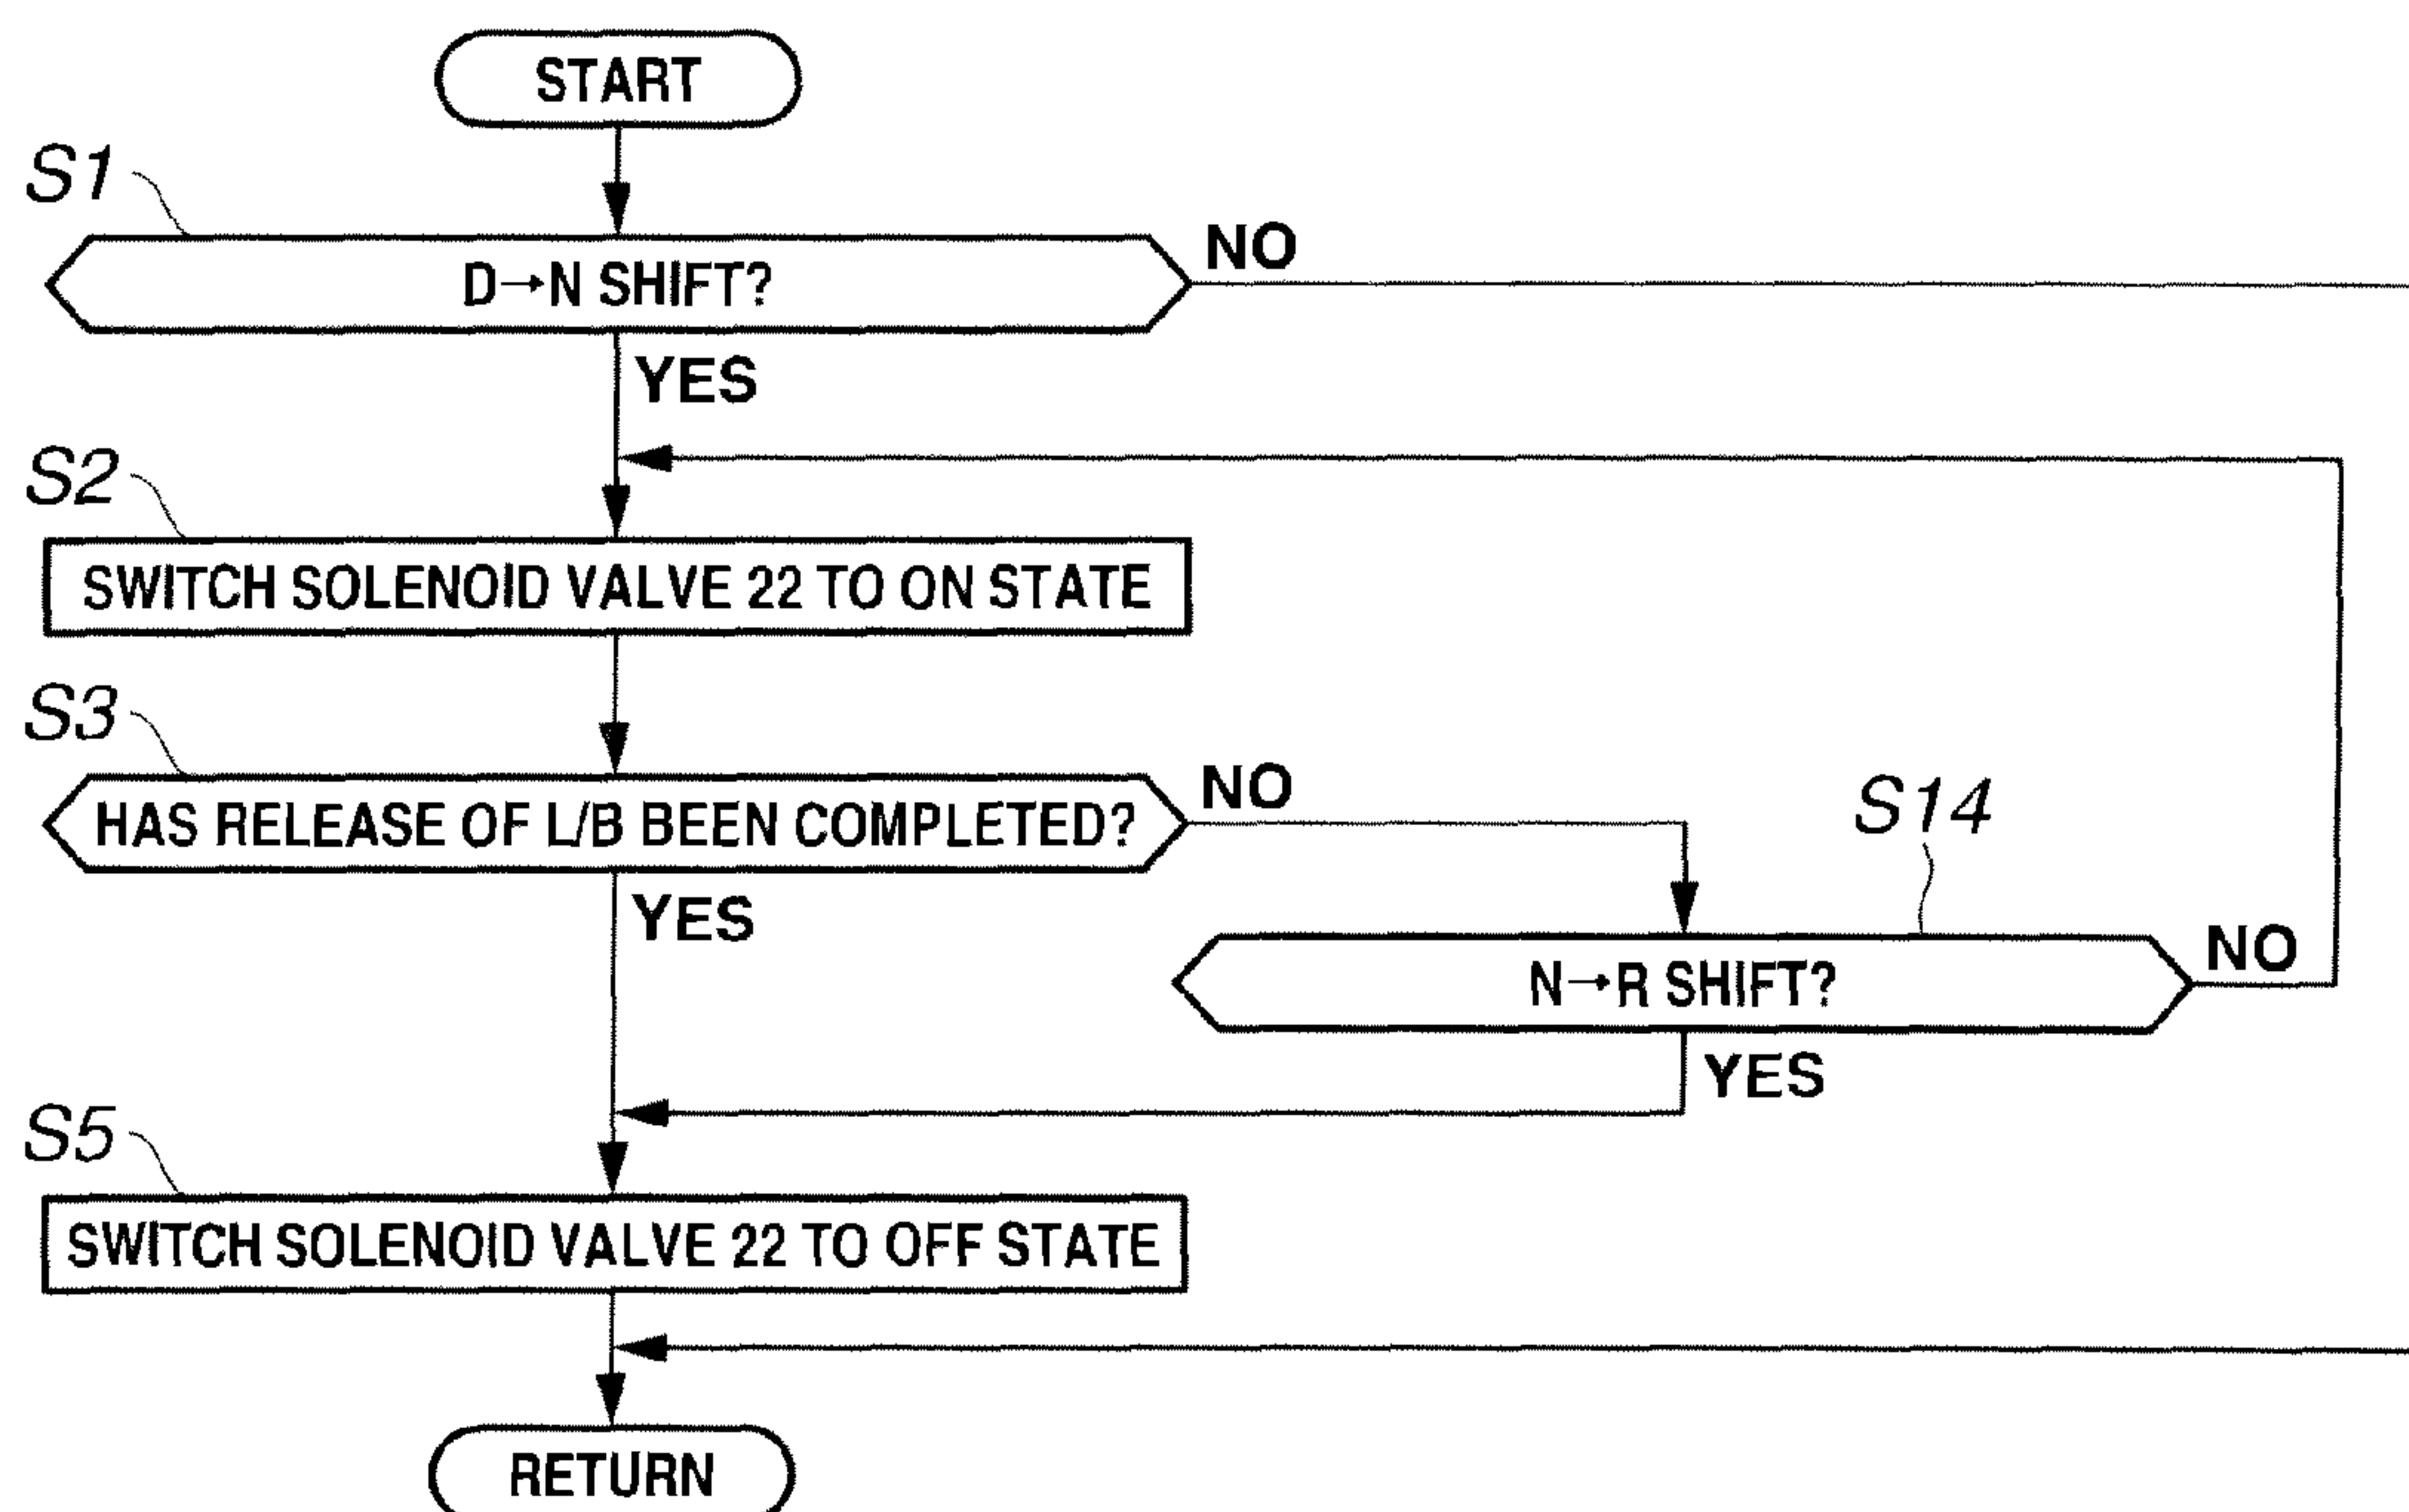 START
S1
D→N SHIFT?
NO
YES
S2
SWITCH SOLENOID VALVE 22 TO ON STATE
S3
HAS RELEASE OF L/B BEEN COMPLETED?
NO
YES
S14
N→R SHIFT?
NO
YES
S5
SWITCH SOLENOID VALVE 22 TO OFF STATE
RETURN